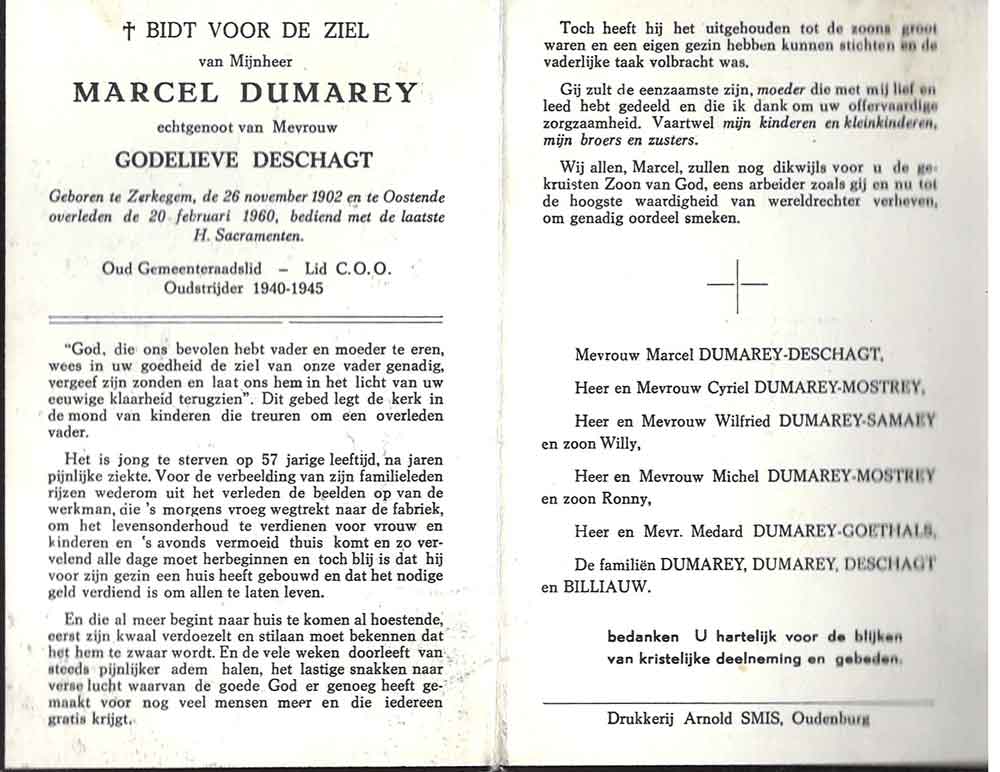 † BIDT VOOR DE ZIEL
van Mijnheer
MARCEL DUMAREY
echtgenoot van Mevrouw
GODELIEVE DESCHAGT
Geboren te Zerkegem, de 26 november 1902 en te Oostende
overleden de 20 februari 1960, bediend met de laatste
H. Sacramenten.
Oud Gemeenteraadslid – Lid C.O.O.
Oudstrijder 1940-1945
"God, die ons bevolen hebt vader en moeder te eren,
wees in uw goedheid de ziel van onze vader genadig,
vergeef zijn zonden en laat ons hem in het licht van uw
eeuwige klaarheid terugzien". Dit gebed legt de kerk in
de mond van kinderen die treuren om een overleden
vader.
Het is jong te sterven op 57 jarige leeftijd, na jaren
pijnlijke ziekte. Voor de verbeelding van zijn familieleden
rijzen wederom uit het verleden de beelden op van de
werkman, die 's morgens vroeg wegtrekt naar de fabriek,
om het levensonderhoud te verdienen voor vrouw en
kinderen en 's avonds vermoeid thuis komt en zo ver-
velend alle dage moet herbeginnen en toch blij is dat hij
voor zijn gezin een huis heeft gebouwd en dat het nodige
geld verdiend is om allen te laten leven.
En die al meer begint naar huis te komen al hoestende,
eerst zijn kwaal verdoezelt en stilaan moet bekennen dat
het hem te zwaar wordt. En de vele weken doorleeft van
steeds pijnlijker adem halen, het lastige snakken naar
verse lucht waarvan de goede God er genoeg heeft ge-
maakt voor nog veel mensen meer en die iedereen
gratis krijgt.
Toch heeft hij het uitgehouden tot de zoons groot
waren en een eigen gezin hebben kunnen stichten en de
vaderlijke taak volbracht was.
Gij zult de eenzaamste zijn, moeder die met mij lief en
leed hebt gedeeld en die ik dank om uw offervaardige
zorgzaamheid. Vaartwel mijn kinderen en kleinkinderen,
mijn broers en zusters.
Wij allen, Marcel, zullen nog dikwijls voor u de ge-
kruisten Zoon van God, eens arbeider zoals gij en nu tot
de hoogste waardigheid van wereldrechter verheven,
om genadig oordeel smeken.
Mevrouw Marcel DUMAREY-DESCHAGT,
Heer en Mevrouw Cyriel DUMAREY-MOSTREY,
Heer en Mevrouw Wilfried DUMAREY-SAMAEY
en zoon Willy,
Heer en Mevrouw Michel DUMAREY-MOSTREY
en zoon Ronny,
Heer en Mevr. Medard DUMAREY-GOETHALS,
De familiën DUMAREY, DUMAREY, DESCHAGT
en BILLIAUW.
bedanken U hartelijk voor de blijken
van kristelijke deelneming en gebeden.
Drukkerij Arnold SMIS, Oudenburg